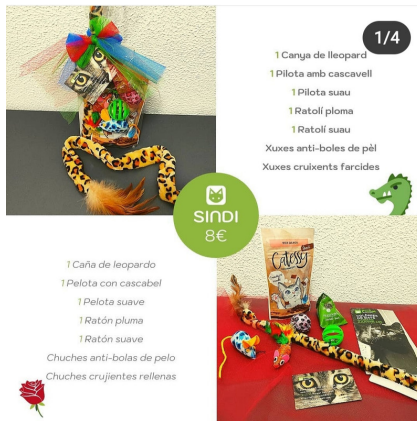 1/4
1 Canya de lleopard
1 Pilota amb cascavell
1 Pilota suau
1 Ratolí ploma
1 Ratolí suau
Xuxes anti-boles de pèl
Xuxes cruixents farcides
SINDI
8€
1 Caña de leopardo
1 Pelota con cascabel
1 Pelota suave
1 Ratón pluma
1 Ratón suave
Chuches anti-bolas de pelo
Chuches crujientes rellenas
Catessy